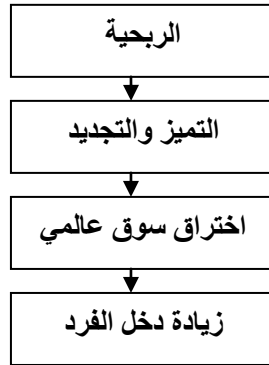 الربحية
التميز والتجديد
اختراق سوق عالمي
زيادة دخل الفرد